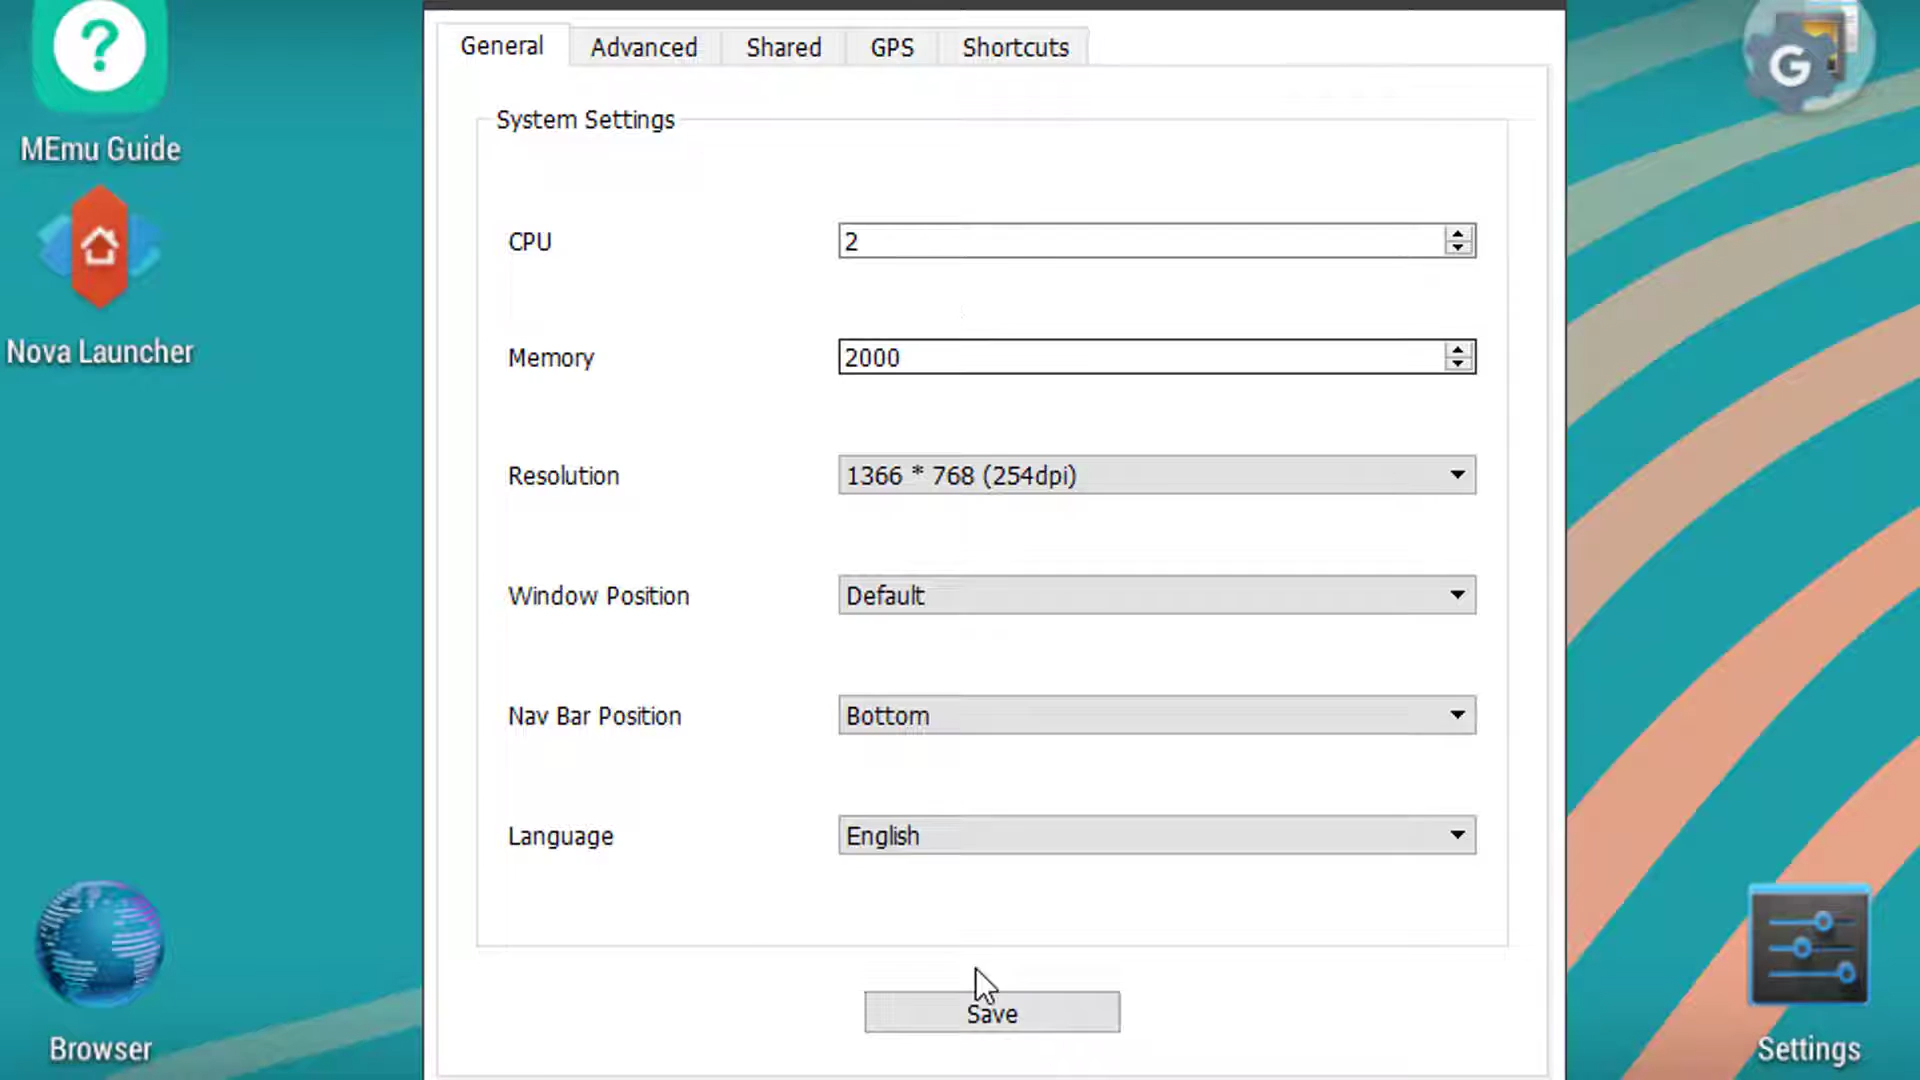 General
Advanced
Shared
GPS
Shortcuts
G
?
MEmu Guide
System Settings
CPU
2
Nova Launcher
Memory
2000
Resolution
1366 * 768 (254dpi)
Window Position
Default
Nav Bar Position
Bottom
Language
English
Save
Browser
Settings